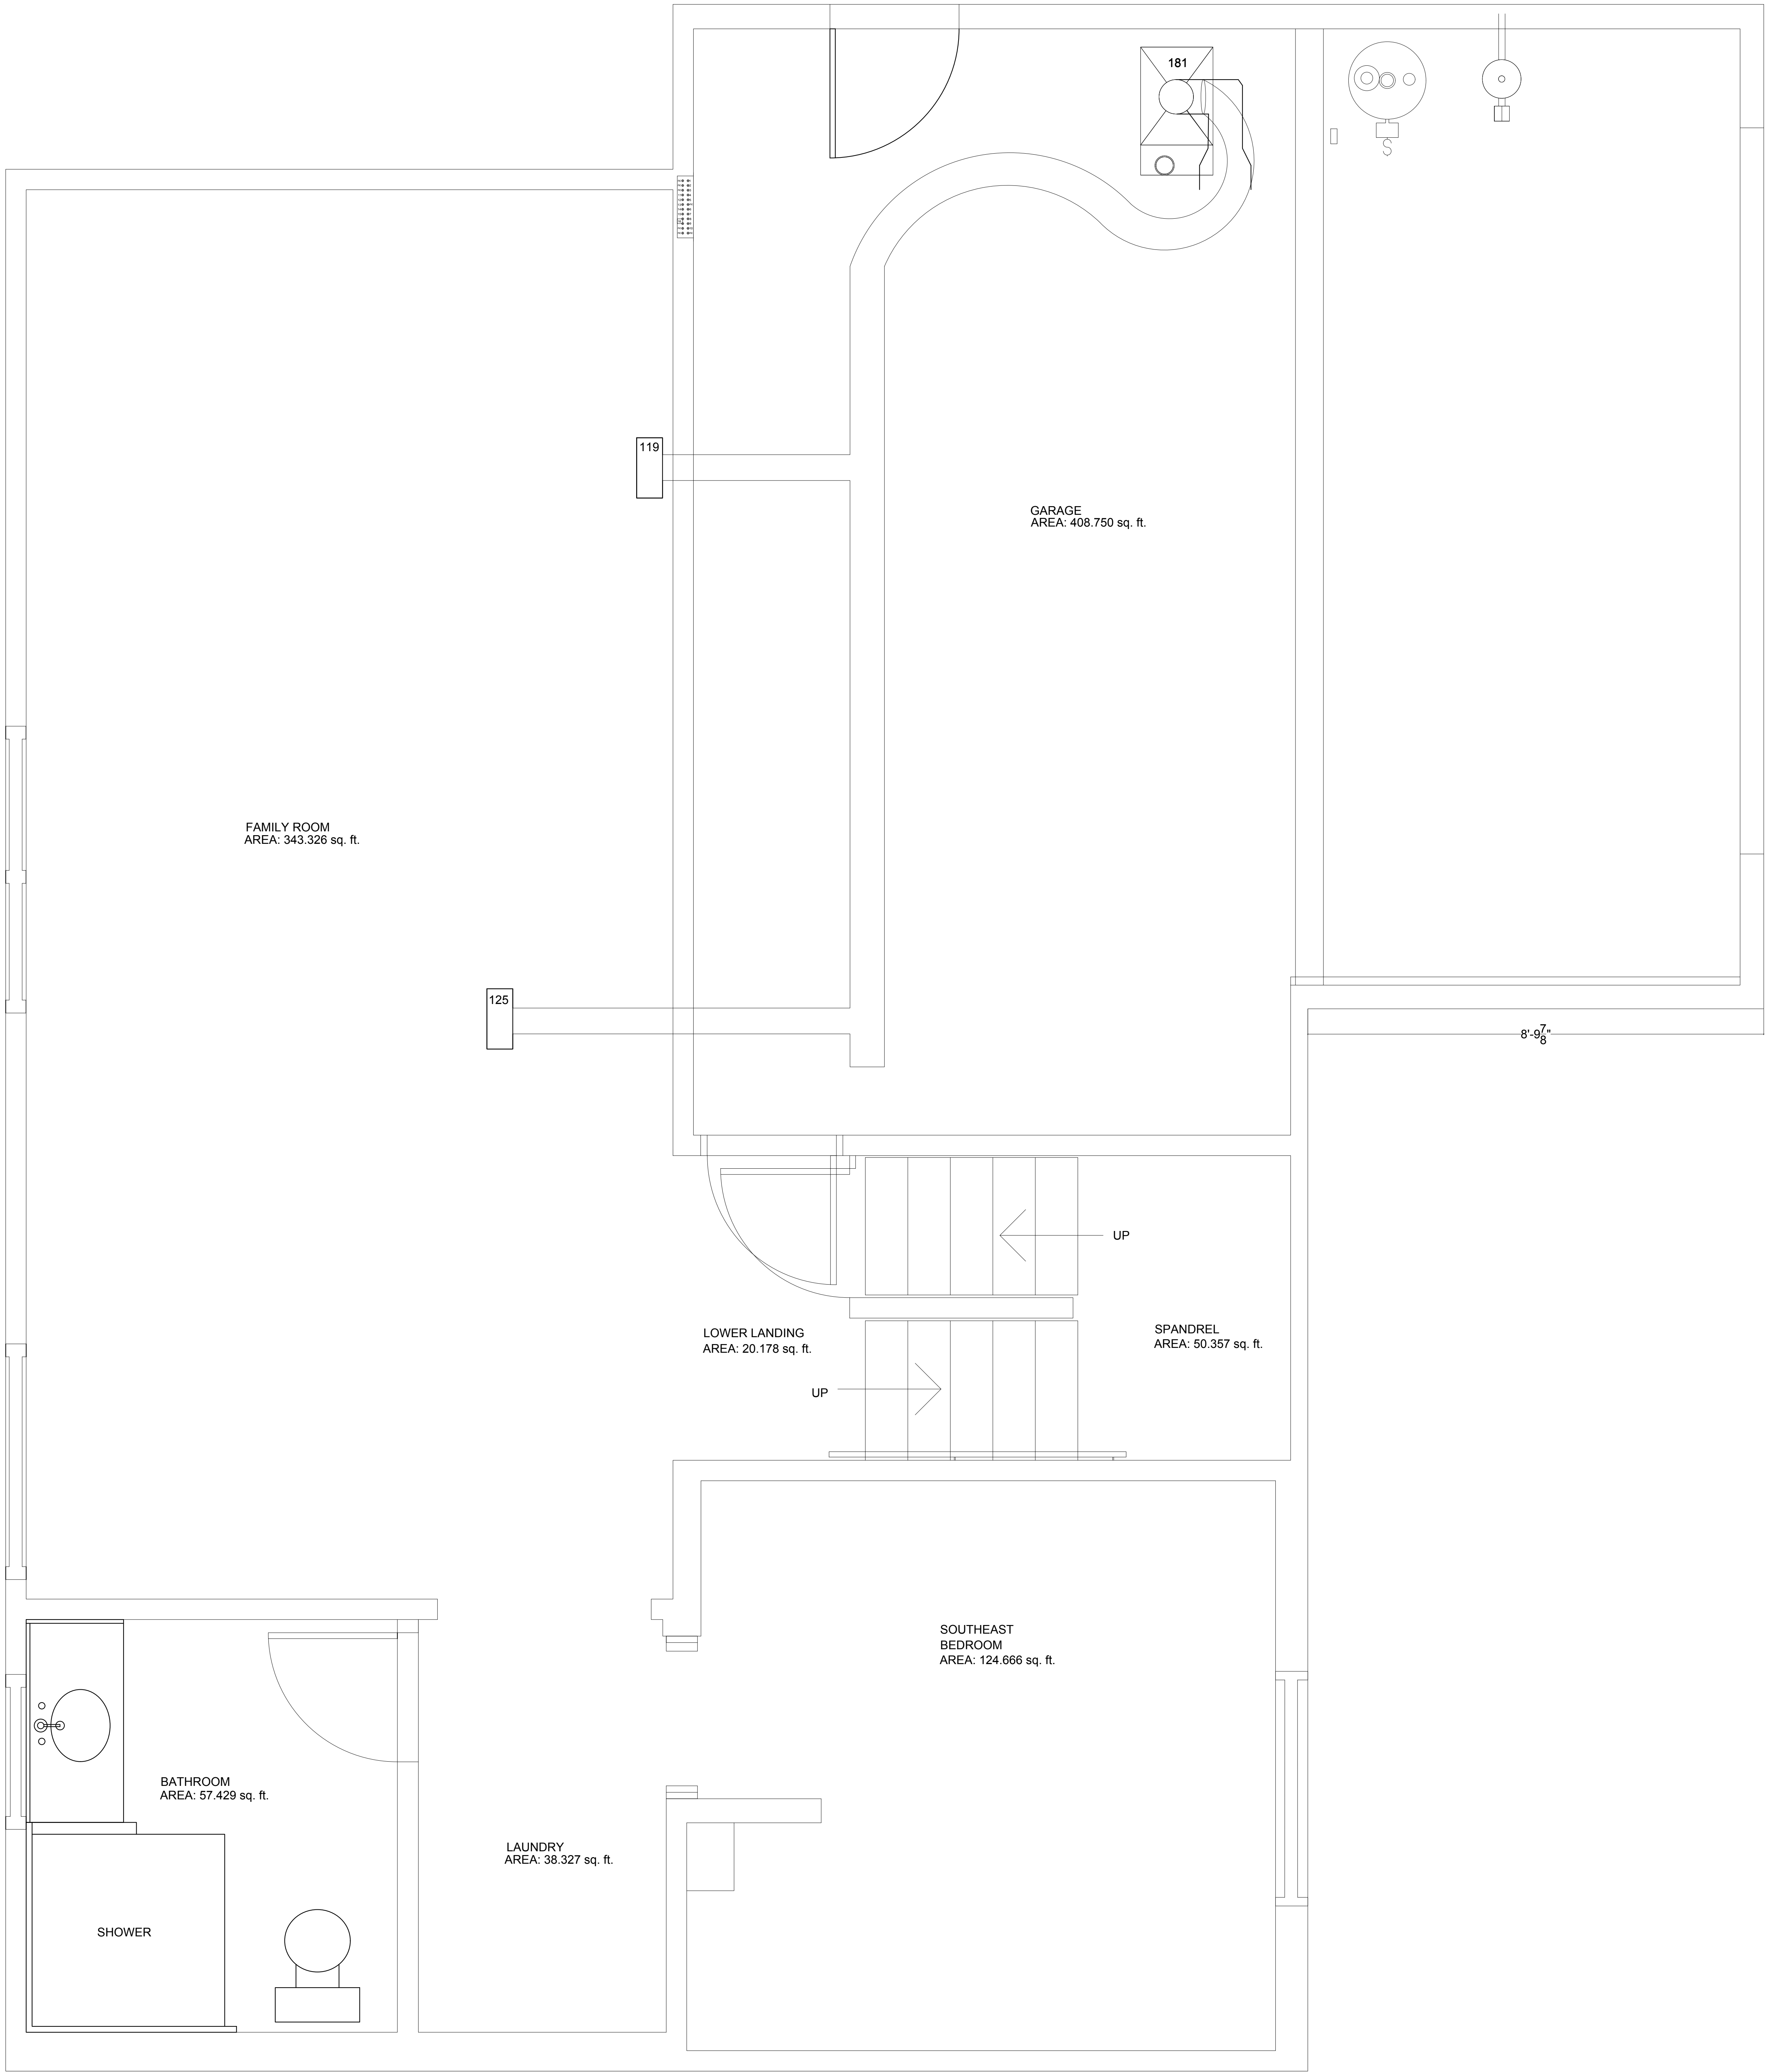 181
119
GARAGE
AREA: 408.750 sq. ft.
FAMILY ROOM
AREA: 343.326 sq. ft.
125
8'-9 7/8"
UP
LOWER LANDING
AREA: 20.178 sq. ft.
SPANDREL
AREA: 50.357 sq. ft.
UP
SOUTHEAST
BEDROOM
AREA: 124.666 sq. ft.
BATHROOM
AREA: 57.429 sq. ft.
LAUNDRY
AREA: 38.327 sq. ft.
SHOWER